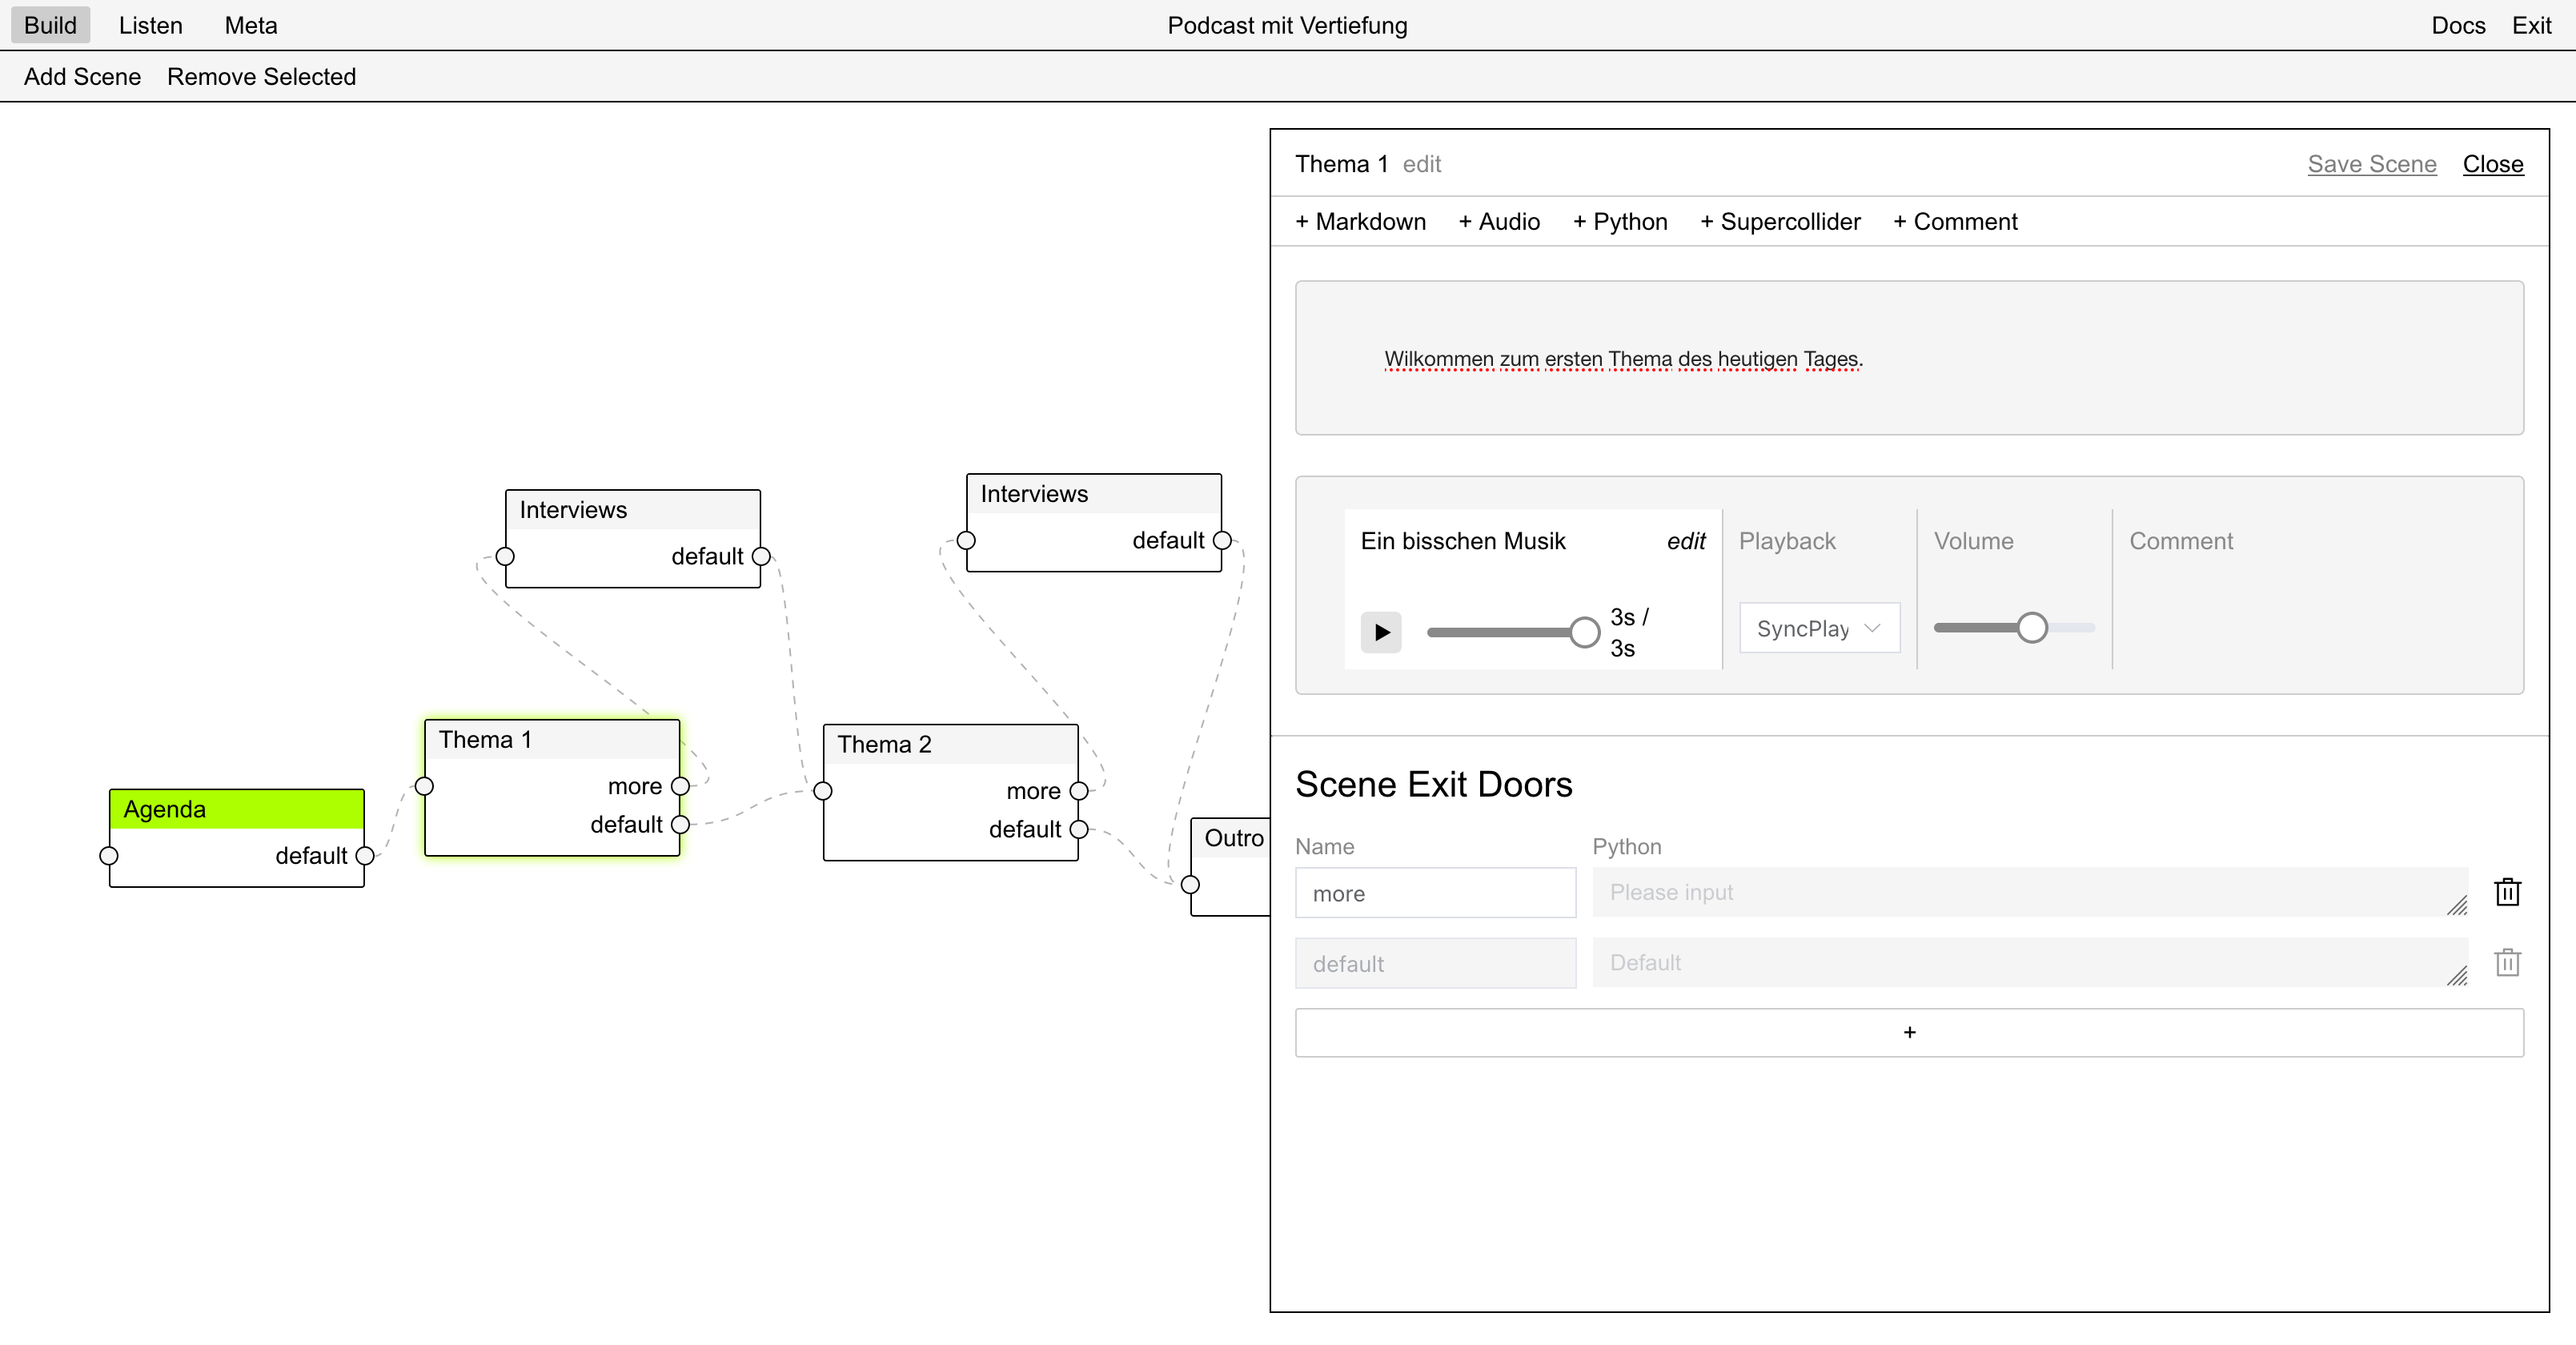 Build Listen Meta Podcast mit Vertiefung Docs Exit
Add Scene Remove Selected
Thema 1 edit Save Scene Close
+ Markdown + Audio + Python + Supercollider + Comment
Wilkommen zum ersten Thema des heutigen Tages.
Interviews
default
Interviews
default
Ein bisschen Musik edit Playback Volume Comment
3s /
3s
SyncPlay
Thema 1
more
default
Thema 2
more
default
Agenda
default
Outro
Scene Exit Doors
Name Python
more Please input
default Default
+